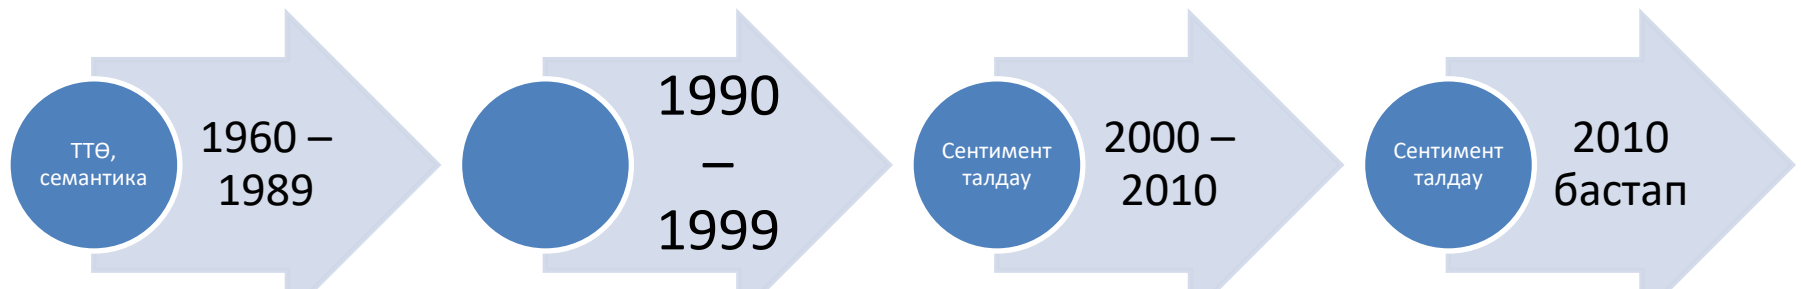 ТТӨ,
семантика
1960 –
1989
1990
–
1999
Сентимент
талдау
2000 –
2010
Сентимент
талдау
2010
бастап